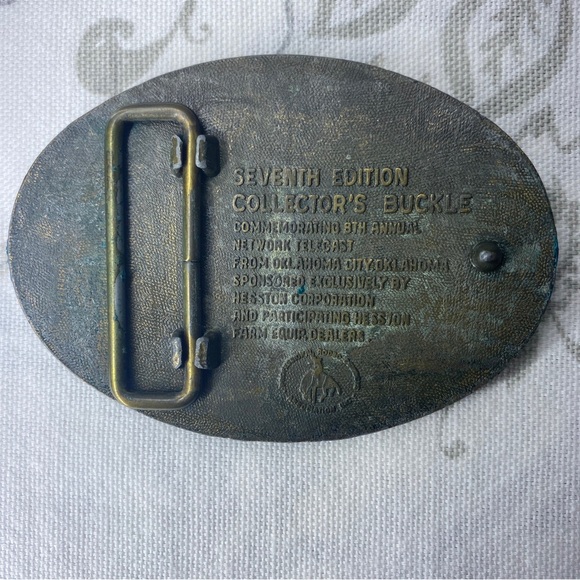 SEVENTH EDITION
COLLECTOR'S BUCKLE
COMMEMORATING 8TH ANNUAL
NETWORK TELECAST
FROM OKLAHOMA CITY, OKLAHOMA
SPONSORED EXCLUSIVELY BY
HESSTON CORPORATION
AND PARTICIPATING HESSTON
FARM EQUIP. DEALERS.